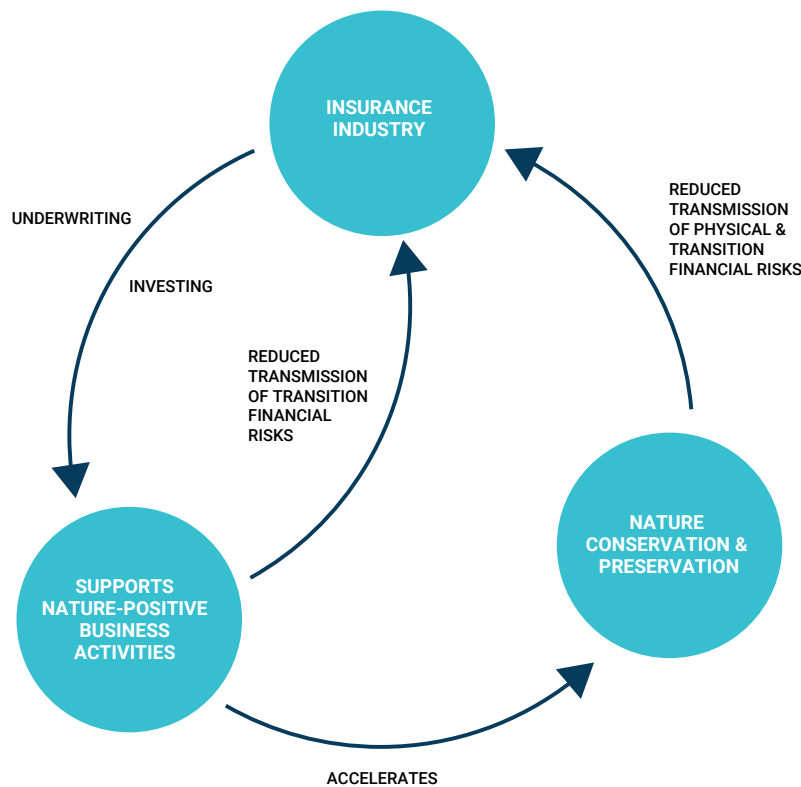 INSURANCE
INDUSTRY
UNDERWRITING
INVESTING
REDUCED
TRANSMISSION
OF PHYSICAL &
TRANSITION
FINANCIAL RISKS
REDUCED
TRANSMISSION
OF TRANSITION
FINANCIAL
RISKS
NATURE
CONSERVATION &
PRESERVATION
SUPPORTS
NATURE-POSITIVE
BUSINESS
ACTIVITIES
ACCELERATES